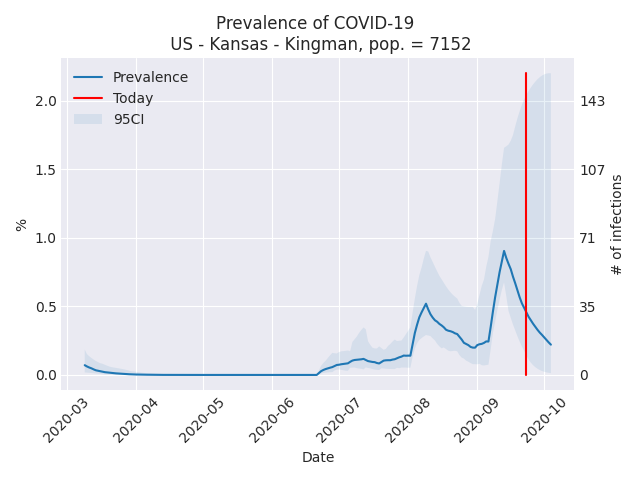 Prevalence of COVID-19
US - Kansas - Kingman, pop. = 7152
Prevalence
Today
95CI
2.0
1.5
1.0
0.5
0.0
%
143
107
71
35
0
# of infections
2020-03
2020-04
2020-05
2020-06
2020-07
2020-08
2020-09
2020-10
Date